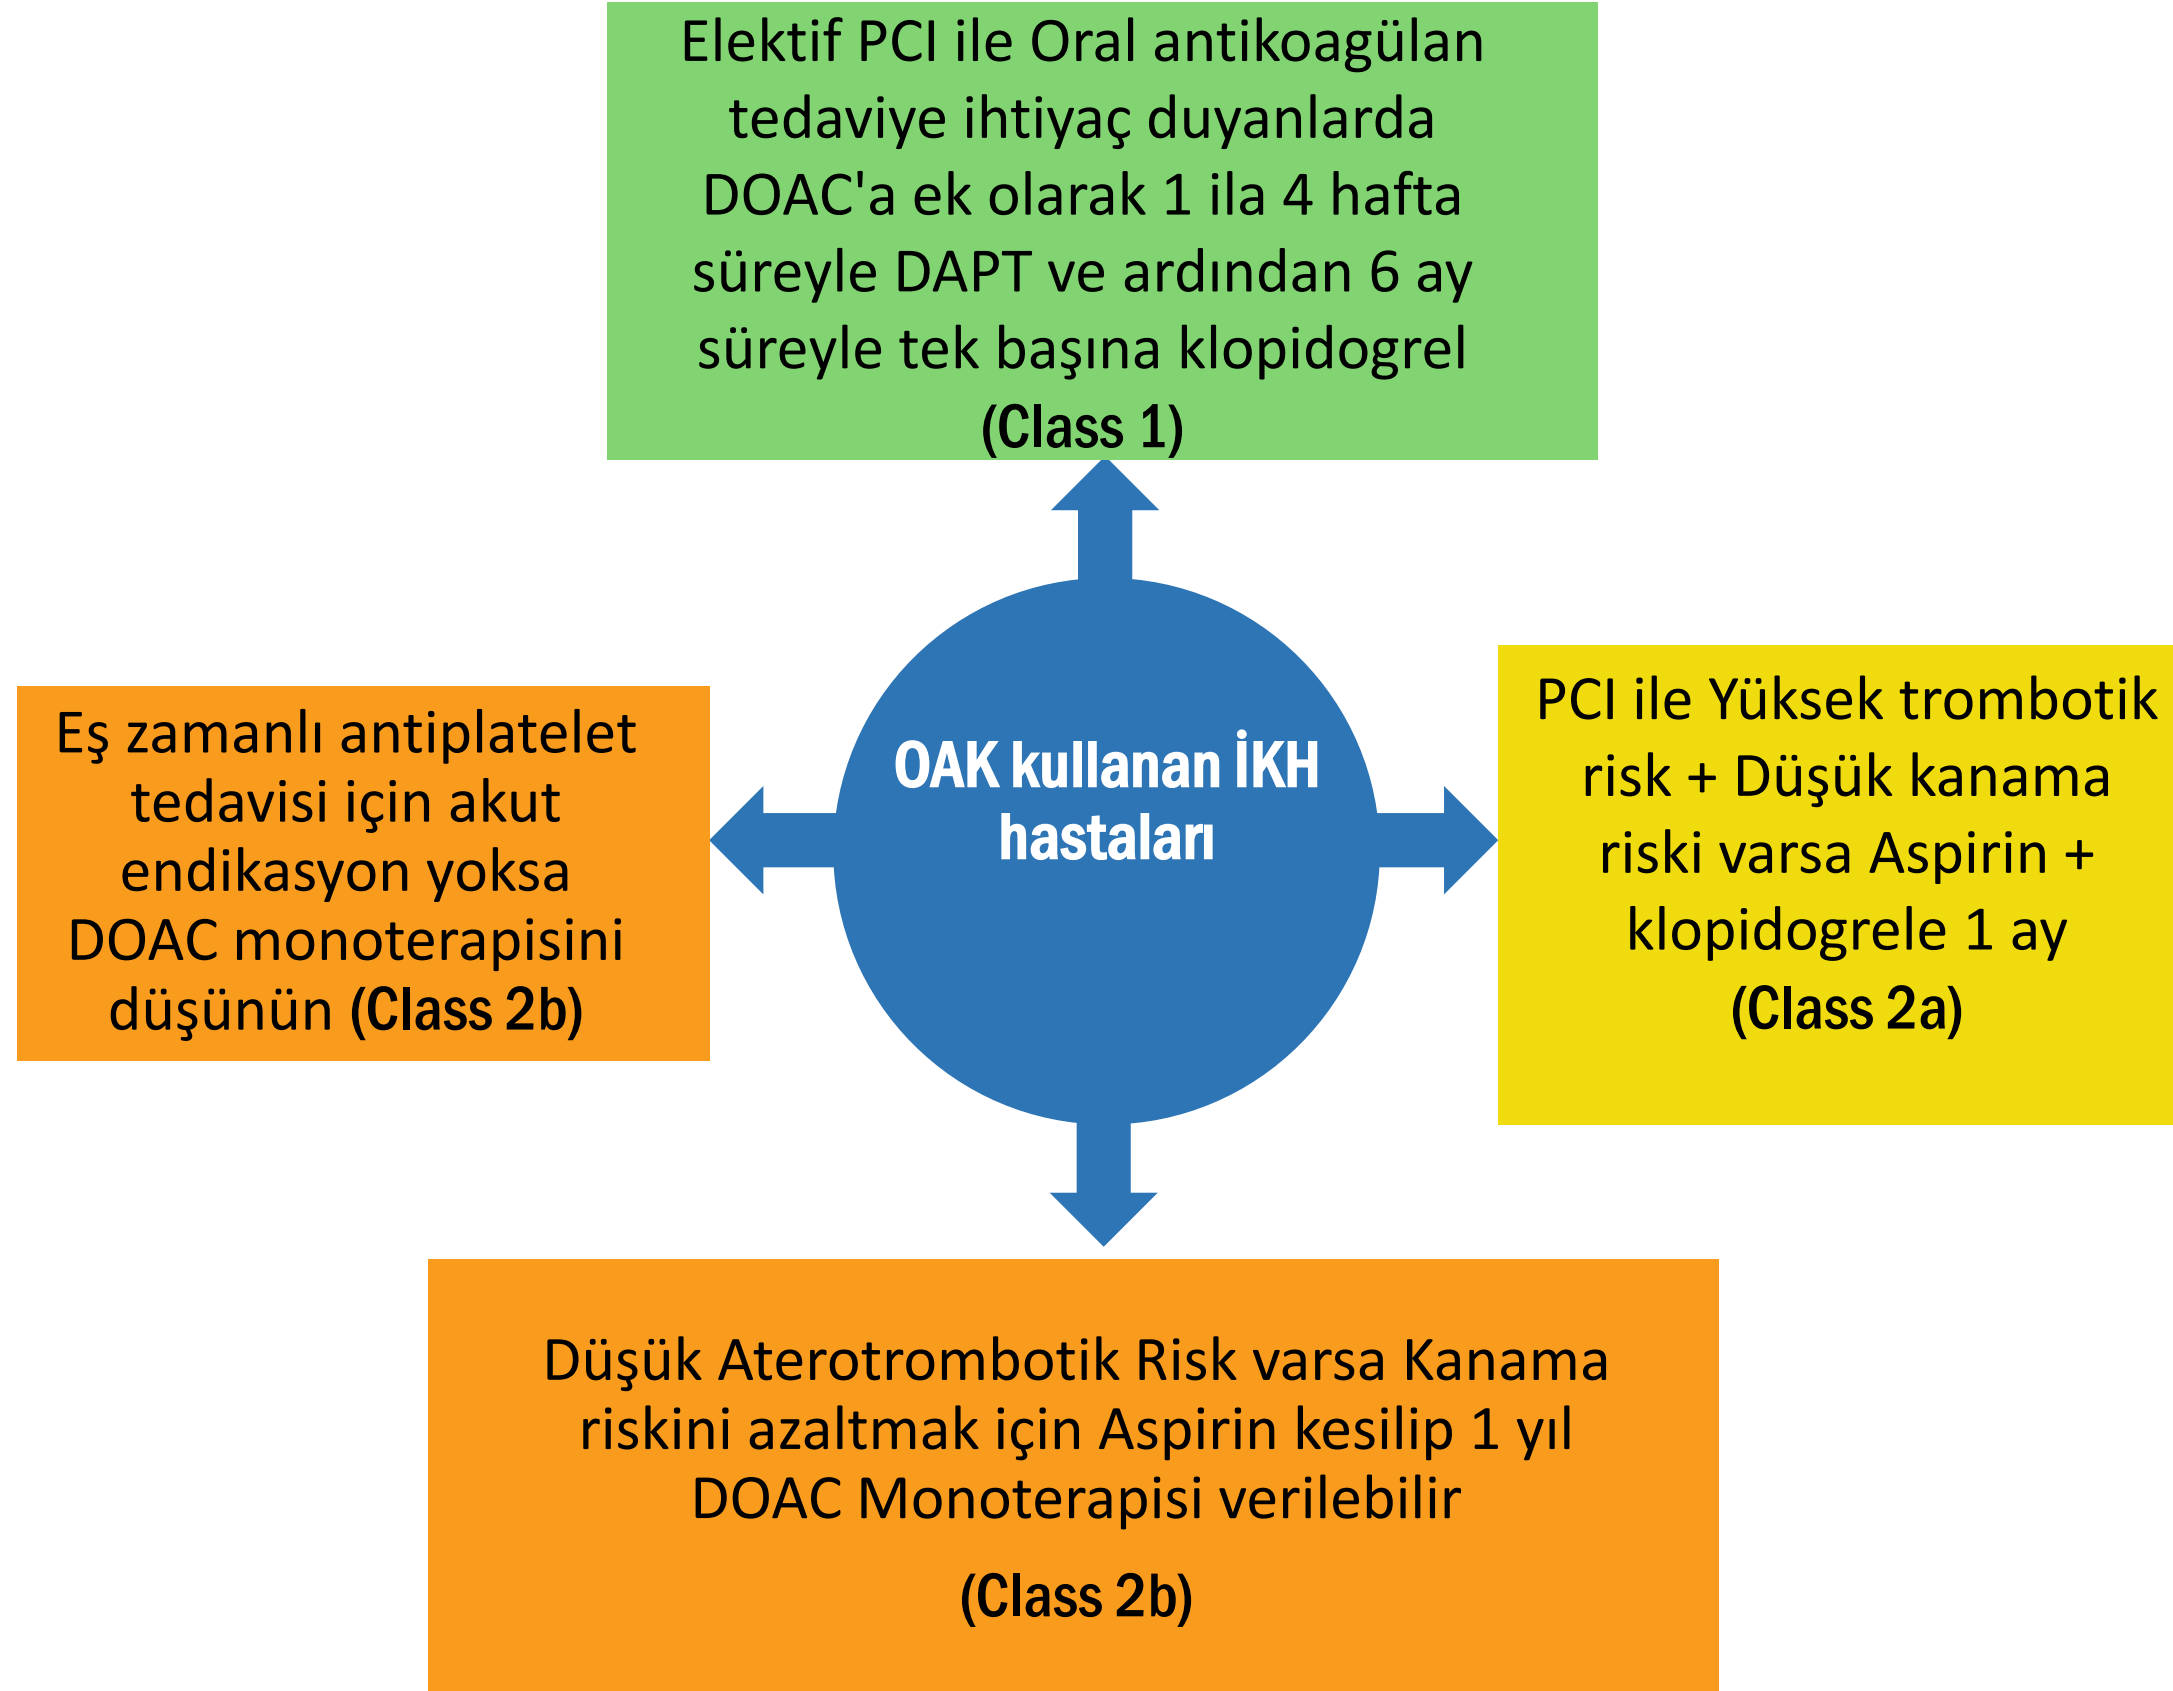 Elektif PCI ile Oral antikoagülan
tedaviye ihtiyaç duyanlarda
DOAC'a ek olarak 1 ila 4 hafta
süreyle DAPT ve ardından 6 ay
süreyle tek başına klopidogrel
(Class 1)
Eş zamanlı antiplatelet
tedavisi için akut
endikasyon yoksa
DOAC monoterapisini
düşünün (Class 2b)
OAK kullanan İKH
hastaları
PCI ile Yüksek trombotik
risk + Düşük kanama
riski varsa Aspirin +
klopidogrele 1 ay
(Class 2a)
Düşük Aterotrombotik Risk varsa Kanama
riskini azaltmak için Aspirin kesilip 1 yıl
DOAC Monoterapisi verilebilir
(Class 2b)